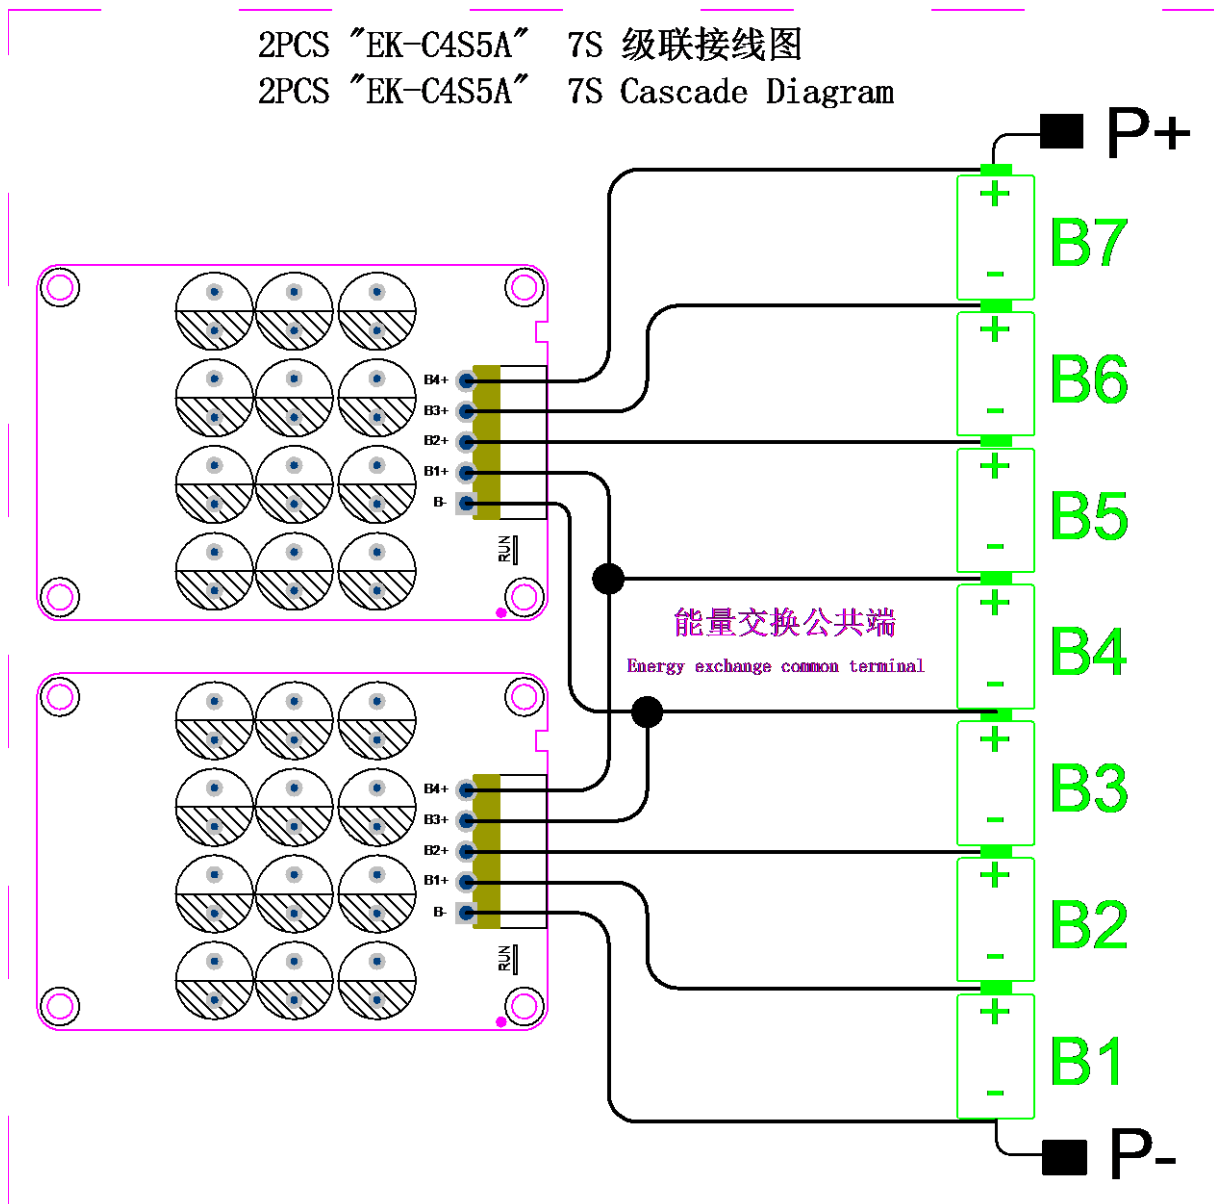 2PCS "EK-C4S5A" 7S 级联接线图
2PCS "EK-C4S5A" 7S Cascade Diagram
P+
+
B7
-
+
B6
-
B4+
B3+
B2+
B1+
B-
RUN
+
B5
-
能量交换公共端
Energy exchange common terminal
+
B4
-
+
B3
-
B4+
B3+
B2+
B1+
B-
RUN
+
B2
-
+
B1
-
P-